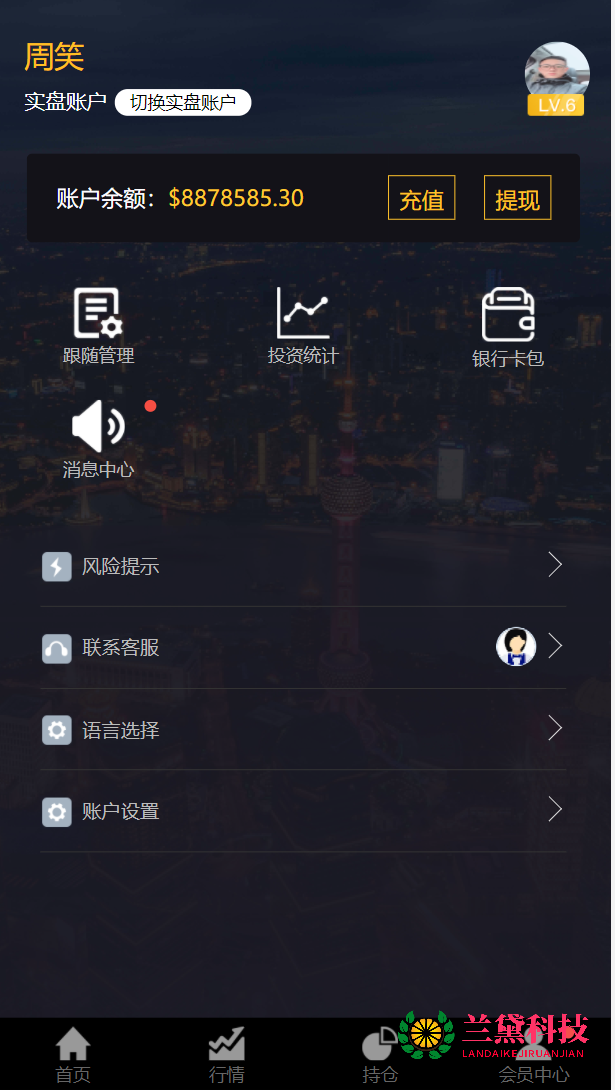 周笑
实盘账户 切换实盘账户
LV.6
账户余额：$8878585.30 充值 提现
跟随管理 投资统计 银行卡包
消息中心
风险提示
联系客服
语言选择
账户设置
兰黛科技
LANDAIKEJIRUANJIAN
首页 行情 持仓 会员中心